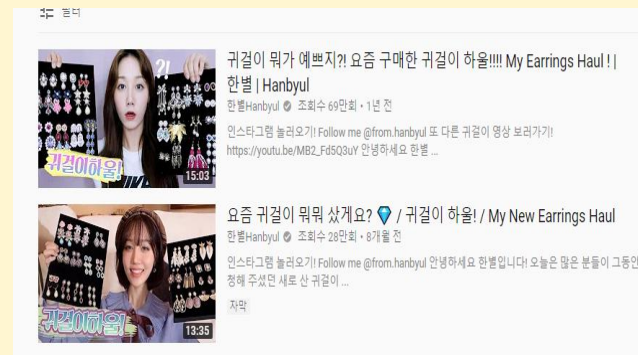 필터
?!
귀걸이하울!
15:03
귀걸이 뭐가 예쁘지?! 요즘 구매한 귀걸이 하울!!!! My Earrings Haul ! |
한별 | Hanbyul
한별Hanbyul 조회수 69만회 • 1년 전
인스타그램 놀러오기! Follow me @from.hanbyul 또 다른 귀걸이 영상 보러가기!
https://youtu.be/MB2_Fd5Q3uY 안녕하세요 한별 ...
귀걸이하울!
13:35
요즘 귀걸이 뭐뭐 샀게요? 💎 / 귀걸이 하울! / My New Earrings Haul
한별Hanbyul 조회수 28만회 • 8개월 전
인스타그램 놀러오기! Follow me @from.hanbyul 안녕하세요 한별입니다! 오늘은 많은 분들이 그동안
청해 주셨던 새로 산 귀걸이 ...
자막